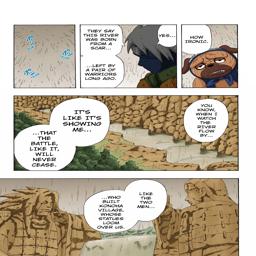 THEY SAY
THIS RIVER
WAS BORN
FROM A
SCAR...
...LEFT BY
A PAIR OF
WARRIORS
LONG AGO.
YES...
HOW
IRONIC.
YOU
KNOW,
WHEN I
WATCH
THE RIVER
FLOW
BY...
IT'S
LIKE IT'S
SHOWING
ME...
...THAT
THE
BATTLE,
LIKE IT,
WILL
NEVER
CEASE.
LIKE
THE
TWO
MEN...
...WHO
BUILT
KONOHA
VILLAGE,
WHOSE
STATUES
LOOM
OVER US.